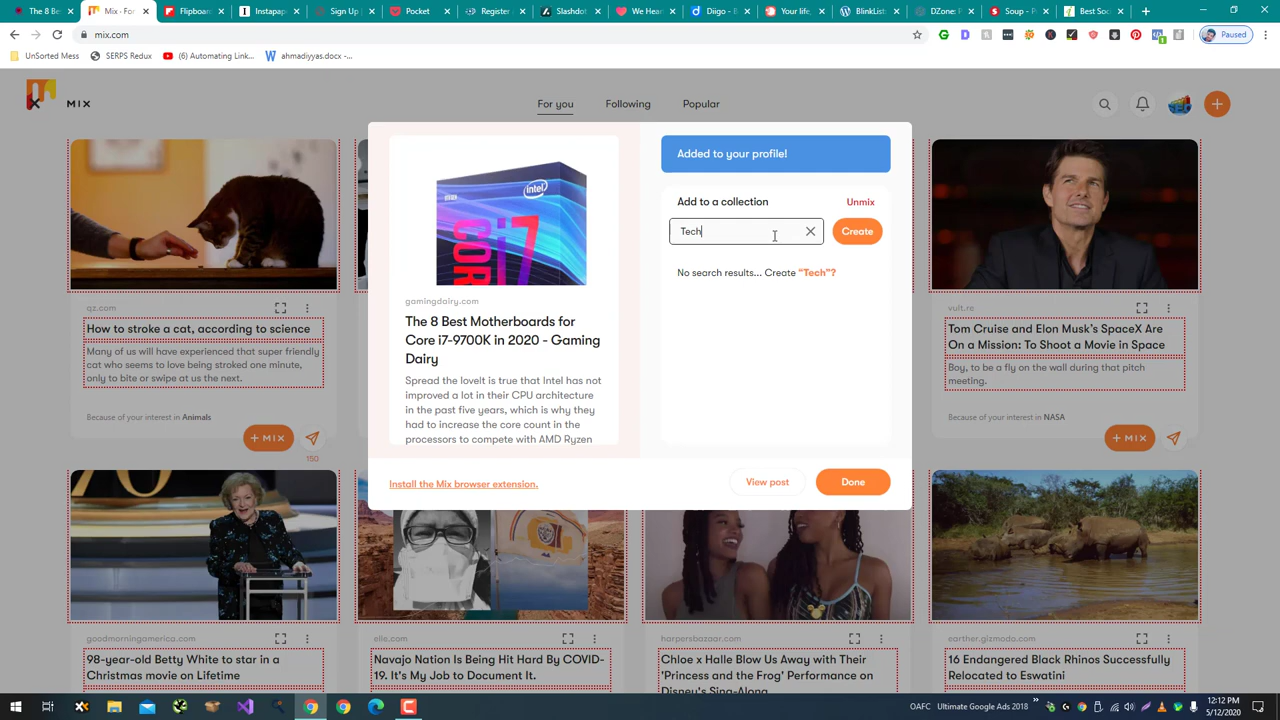 The 8 Be
Mix · Fo
Flipboar
Instapap
Sign Up
Pocket
Register
Slashdot
We Hear
Diigo - B
Your life,
BlinkList
DZone: P
Soup - P
Best Soci
mix.com
Paused
UnSorted Mess
SERPS Redux
(6) Automating Link...
ahmadiyyas.docx -...
MIX
For you
Following
Popular
Added to your profile!
Add to a collection
Unmix
Tech
Create
No search results... Create “Tech”?
intel
CORE
i7
gamingdairy.com
The 8 Best Motherboards for
Core i7-9700K in 2020 - Gaming
Dairy
Spread the loveIt is true that Intel has not
improved a lot in their CPU architecture
in the past five years, which is why they
had to increase the core count in the
processors to compete with AMD Ryzen
Install the Mix browser extension.
View post
Done
qz.com
How to stroke a cat, according to science
Many of us will have experienced that super friendly
cat who seems to love being stroked one minute,
only to bite or swipe at us the next.
Because of your interest in Animals
+ MIX
150
vult.re
Tom Cruise and Elon Musk’s SpaceX Are
On a Mission: To Shoot a Movie in Space
Boy, to be a fly on the wall during that pitch
meeting.
Because of your interest in NASA
+ MIX
goodmorningamerica.com
98-year-old Betty White to star in a
Christmas movie on Lifetime
elle.com
Navajo Nation Is Being Hit Hard By COVID-
19. It's My Job to Document It.
harpersbazaar.com
Chloe x Halle Blow Us Away with Their
'Princess and the Frog' Performance on
Disney's Sing-Along
earther.gizmodo.com
16 Endangered Black Rhinos Successfully
Relocated to Eswatini
OAFC
Ultimate Google Ads 2018
12:12 PM
5/12/2020